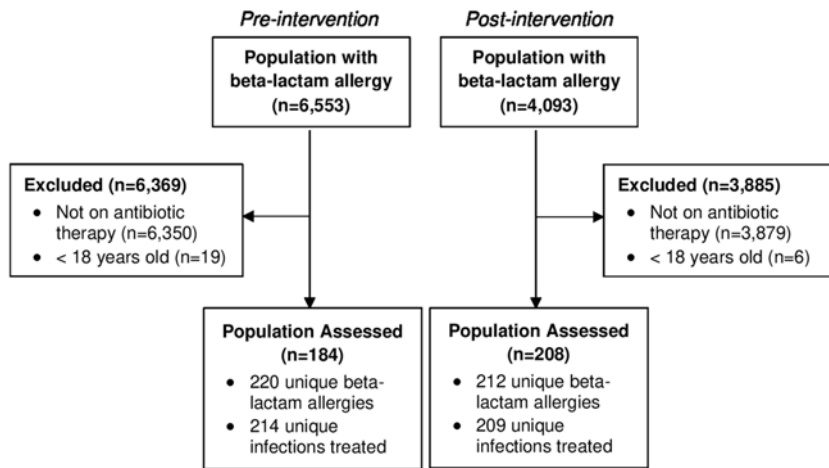 Pre-intervention
Population with
beta-lactam allergy
(n=6,553)
Excluded (n=6,369)
• Not on antibiotic
therapy (n=6,350)
• < 18 years old (n=19)
Population Assessed
(n=184)
• 220 unique beta-
lactam allergies
• 214 unique
infections treated
Post-intervention
Population with
beta-lactam allergy
(n=4,093)
Excluded (n=3,885)
• Not on antibiotic
therapy (n=3,879)
• < 18 years old (n=6)
Population Assessed
(n=208)
• 212 unique beta-
lactam allergies
• 209 unique
infections treated